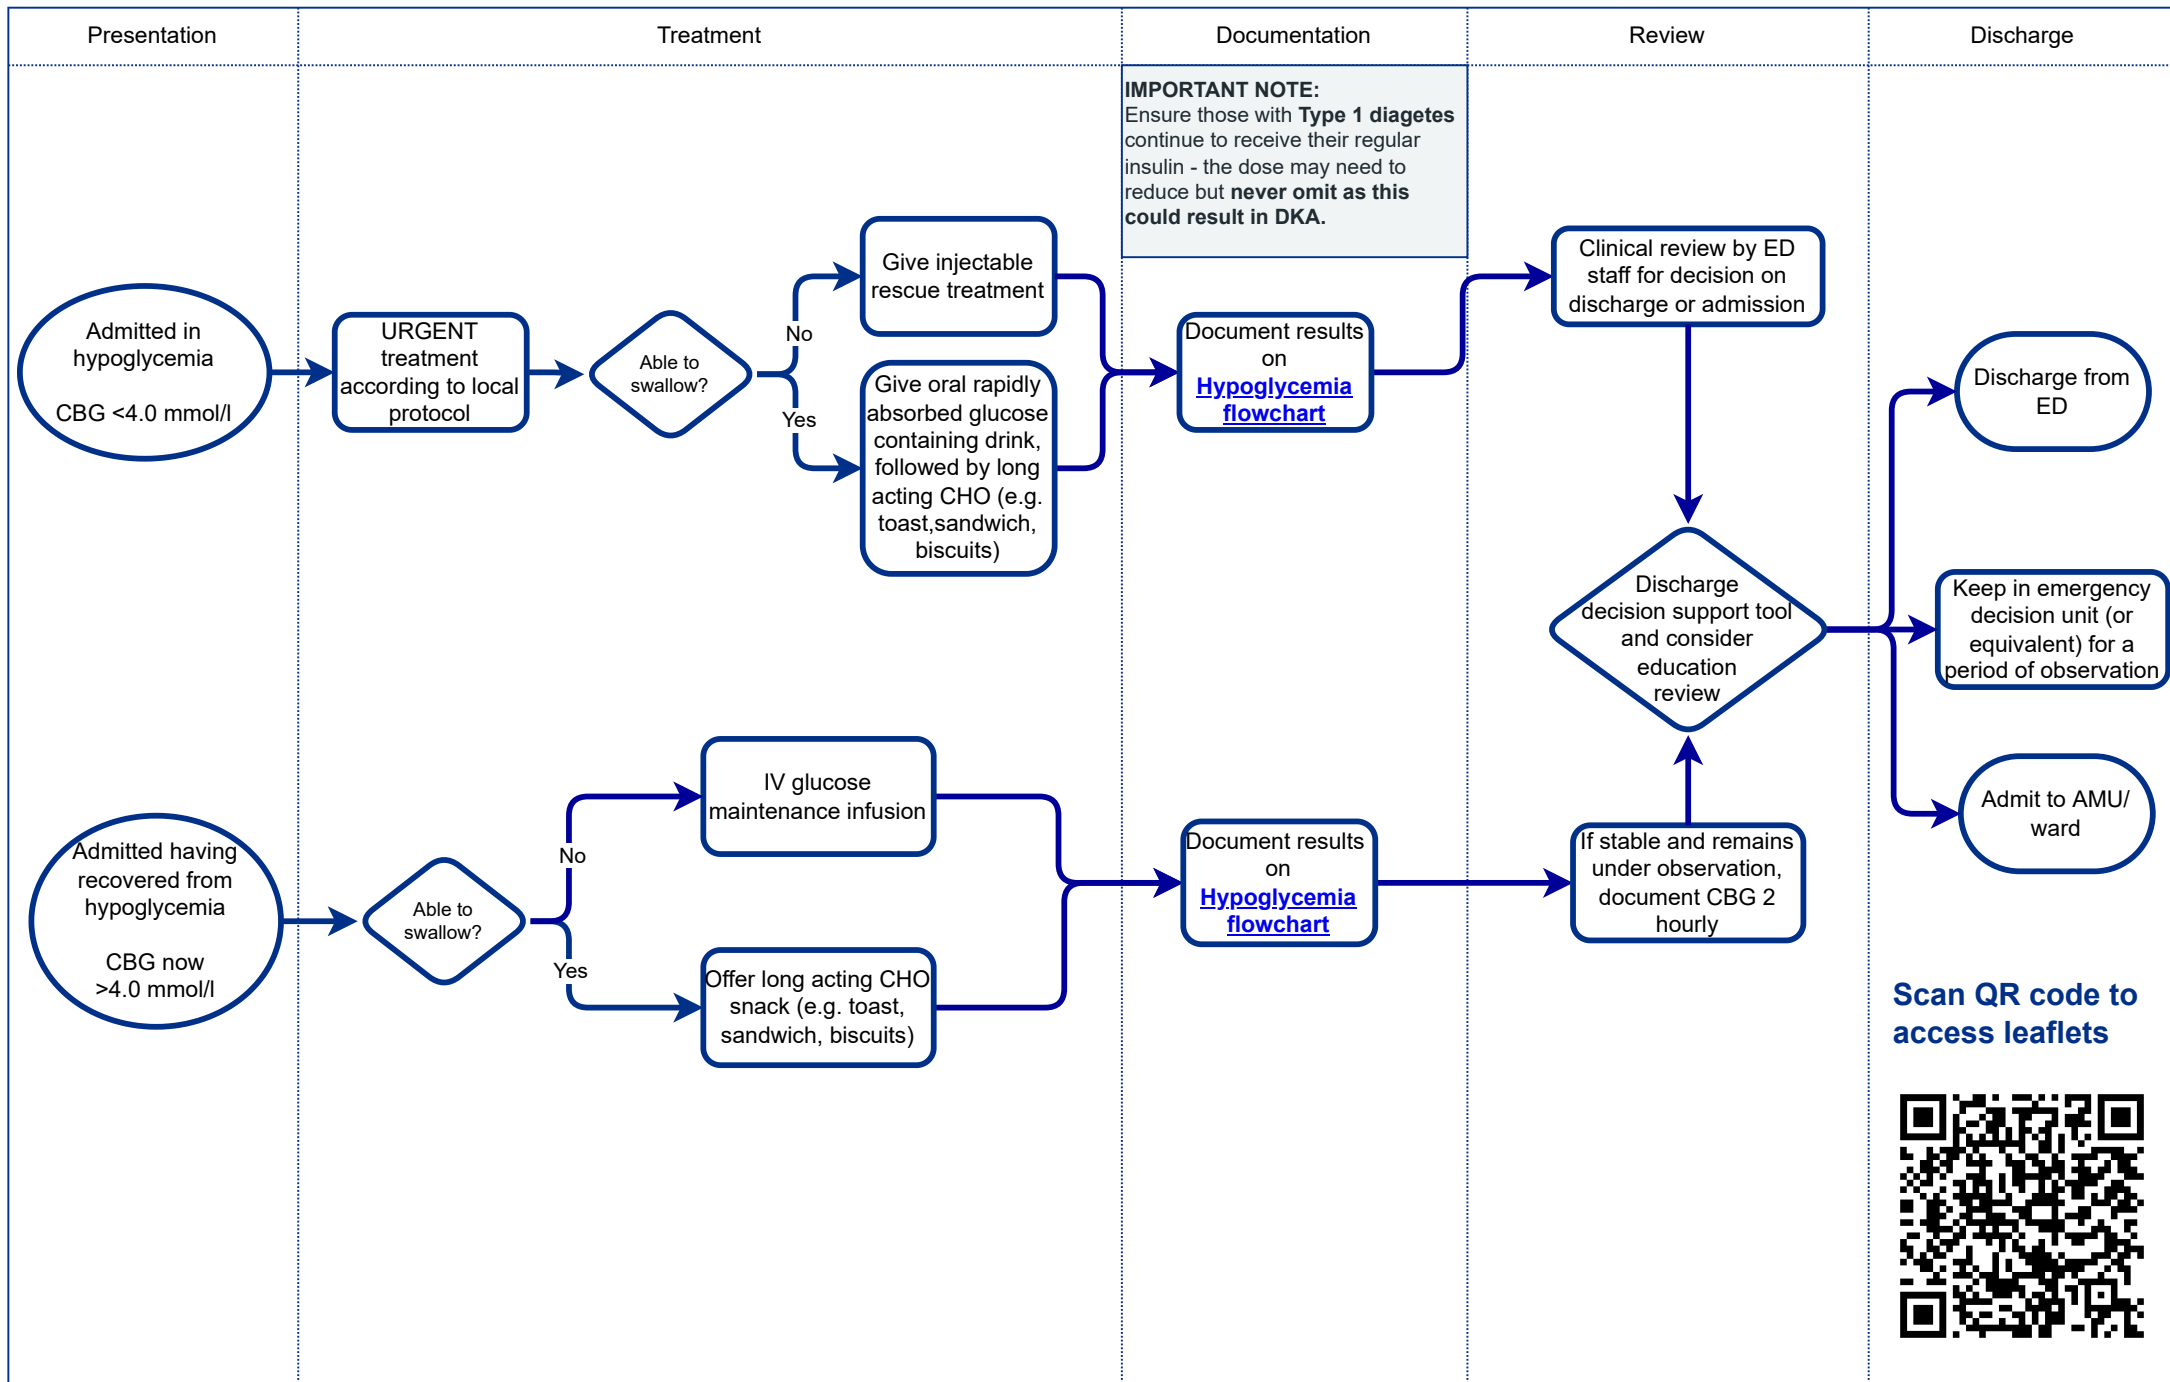 Presentation
Treatment
Documentation
Review
Discharge
IMPORTANT NOTE:
Ensure those with Type 1 diagetes
continue to receive their regular
insulin - the dose may need to
reduce but never omit as this
could result in DKA.
Admitted in
hypoglycemia
CBG <4.0 mmol/l
URGENT
treatment
according to local
protocol
Able to
swallow?
No
Yes
Give injectable
rescue treatment
Give oral rapidly
absorbed glucose
containing drink,
followed by long
acting CHO (e.g.
toast,sandwich,
biscuits)
Document results
on
Hypoglycemia
flowchart
Clinical review by ED
staff for decision on
discharge or admission
Discharge
decision support tool
and consider
education
review
Discharge from
ED
Keep in emergency
decision unit (or
equivalent) for a
period of observation
Admit to AMU/
ward
Admitted having
recovered from
hypoglycemia
CBG now
>4.0 mmol/l
Able to
swallow?
No
Yes
IV glucose
maintenance infusion
Offer long acting CHO
snack (e.g. toast,
sandwich, biscuits)
Document results
on
Hypoglycemia
flowchart
If stable and remains
under observation,
document CBG 2
hourly
Scan QR code to
access leaflets